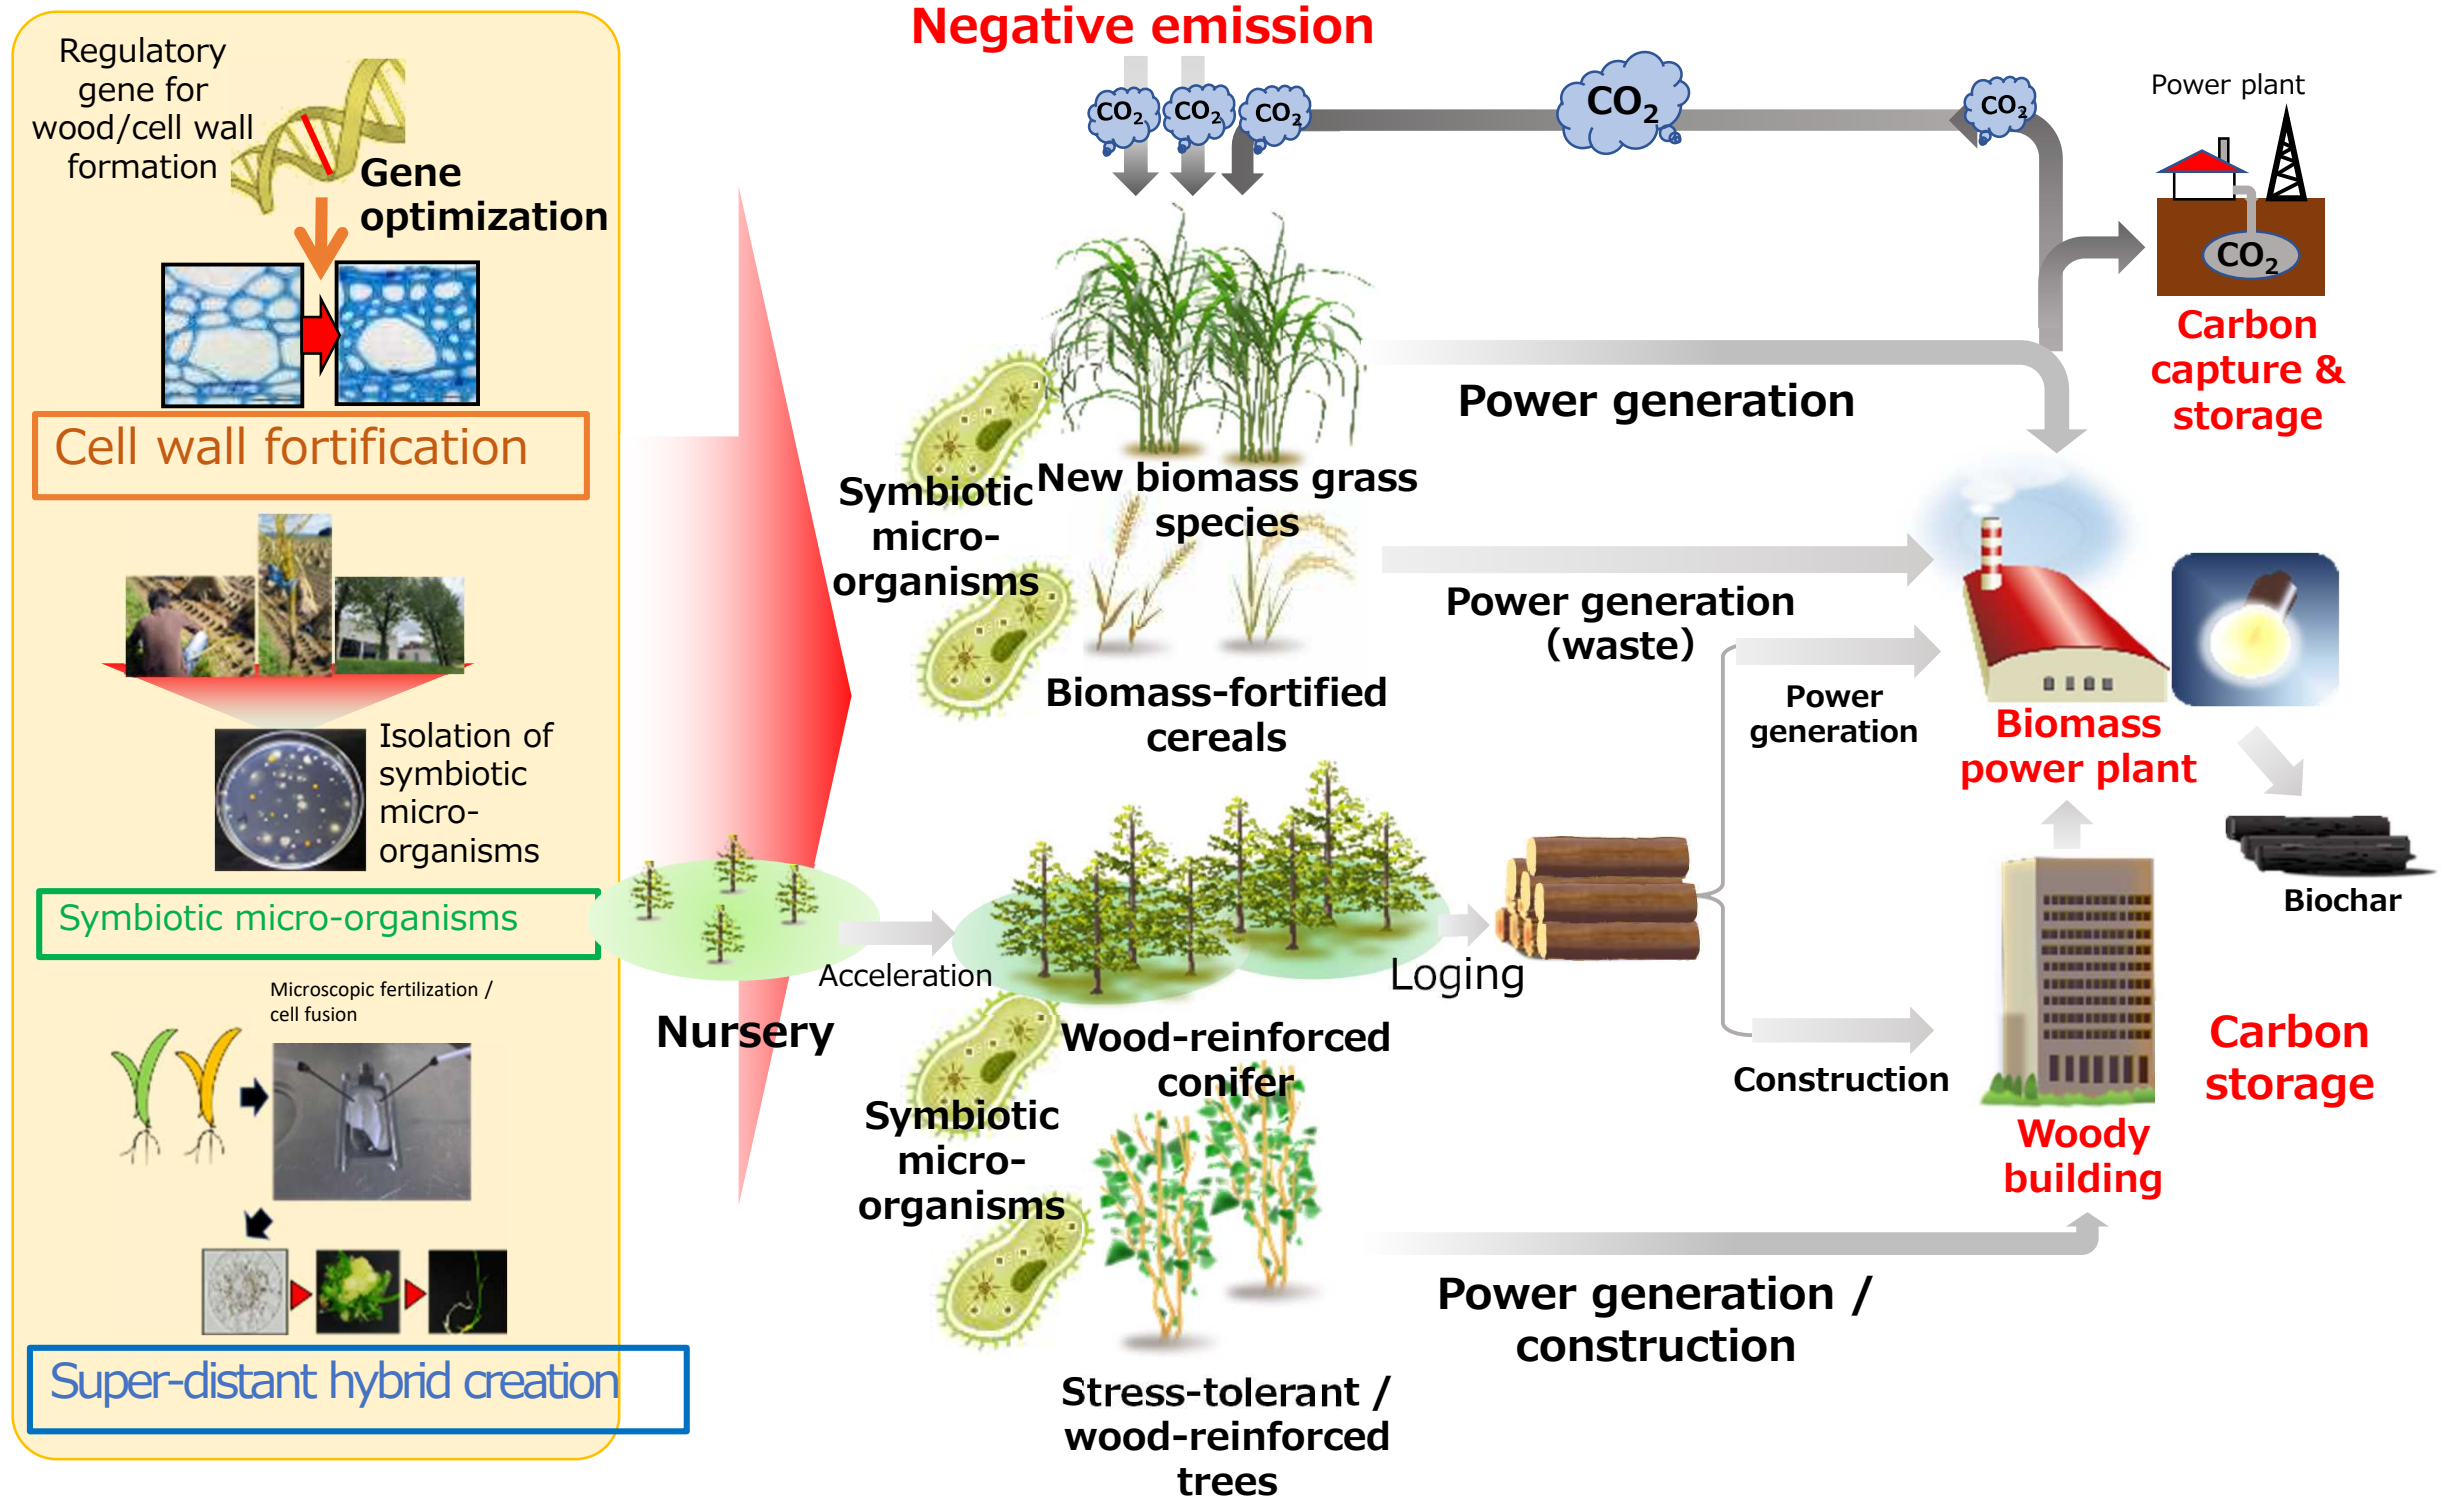 Regulatory
gene for
wood/cell wall
formation
Gene
optimization
Cell wall fortification
Isolation of
symbiotic
micro-
organisms
Symbiotic micro-organisms
Microscopic fertilization /
cell fusion
Super-distant hybrid creation
Negative emission
CO2
CO2
CO2
CO2
CO2
Power plant
CO2
Carbon
capture &
storage
Power generation
New biomass grass
species
Symbiotic
micro-
organisms
Power generation
(waste)
Biomass-fortified
cereals
Power
generation
Biomass
power plant
Biochar
Nursery
Acceleration
Loging
Wood-reinforced
conifer
Symbiotic
micro-
organisms
Construction
Carbon
storage
Woody
building
Power generation /
construction
Stress-tolerant /
wood-reinforced
trees